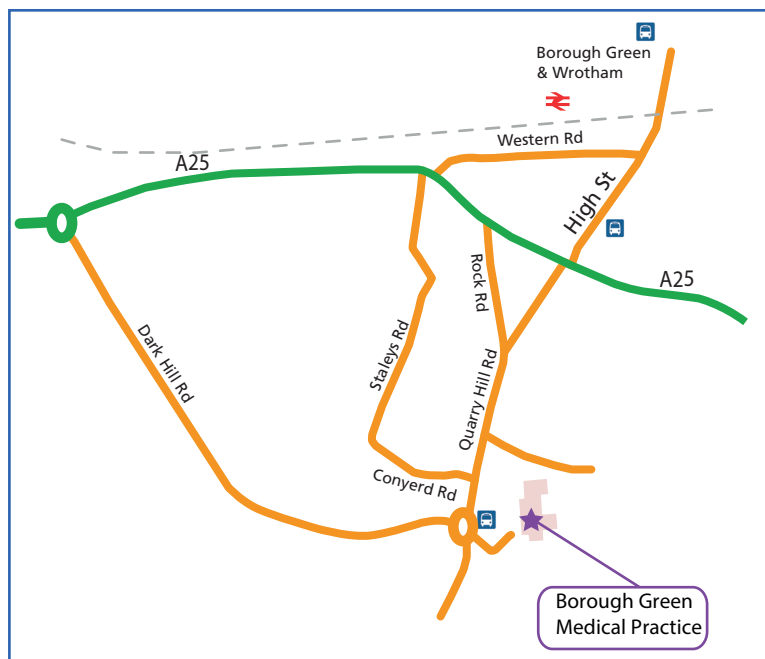 Borough Green
& Wrotham
Western Rd
A25
High St
Rock Rd
A25
Dark Hill Rd
Staleys Rd
Quarry Hill Rd
Conyerd Rd
Borough Green
Medical Practice